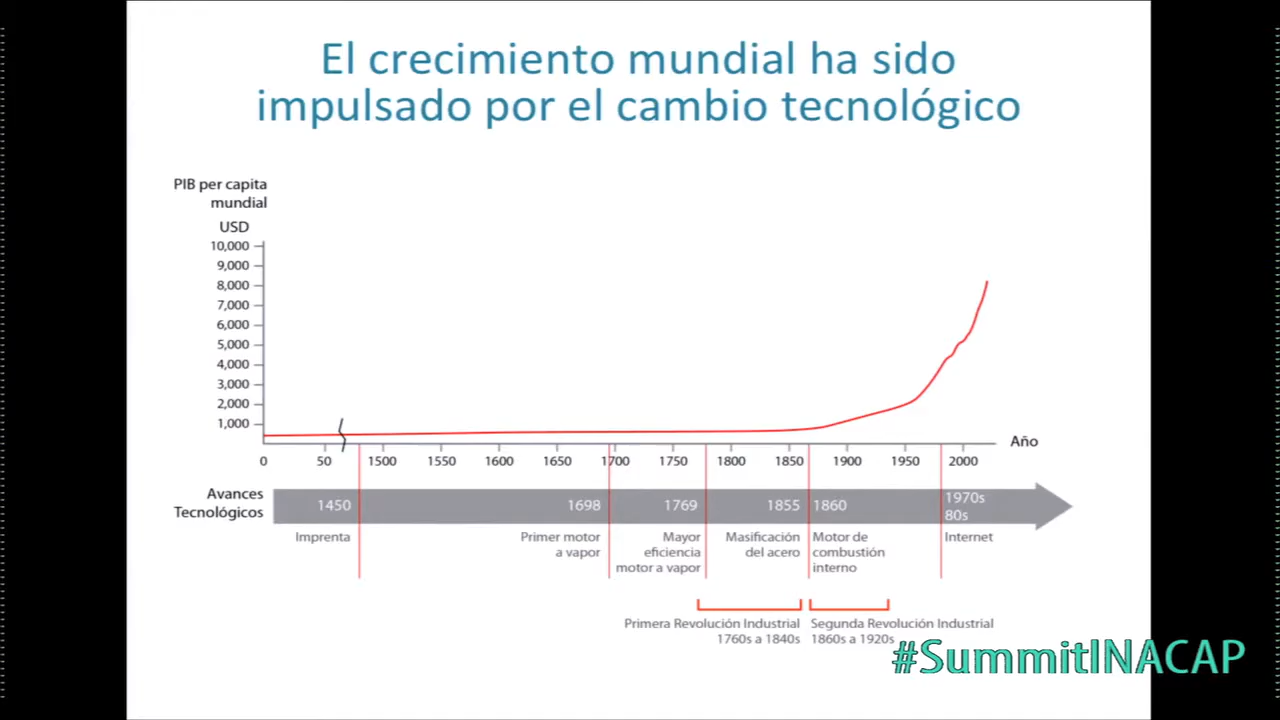 El crecimiento mundial ha sido
impulsado por el cambio tecnológico
PIB per capita
mundial
USD
10,000
9,000
8,000
7,000
6,000
5,000
4,000
3,000
2,000
1,000
0 50 1500 1550 1600 1650 1700 1750 1800 1850 1900 1950 2000
Año
Avances
Tecnológicos
1450 1698 1769 1855 1860 1970s
80s
Imprenta
Primer motor
a vapor
Mayor
eficiencia
motor a vapor
Masificación
del acero
Motor de
combustión
interno
Internet
Primera Revolución Industrial
1760s a 1840s
Segunda Revolución Industrial
1860s a 1920s
#SummitINACAP